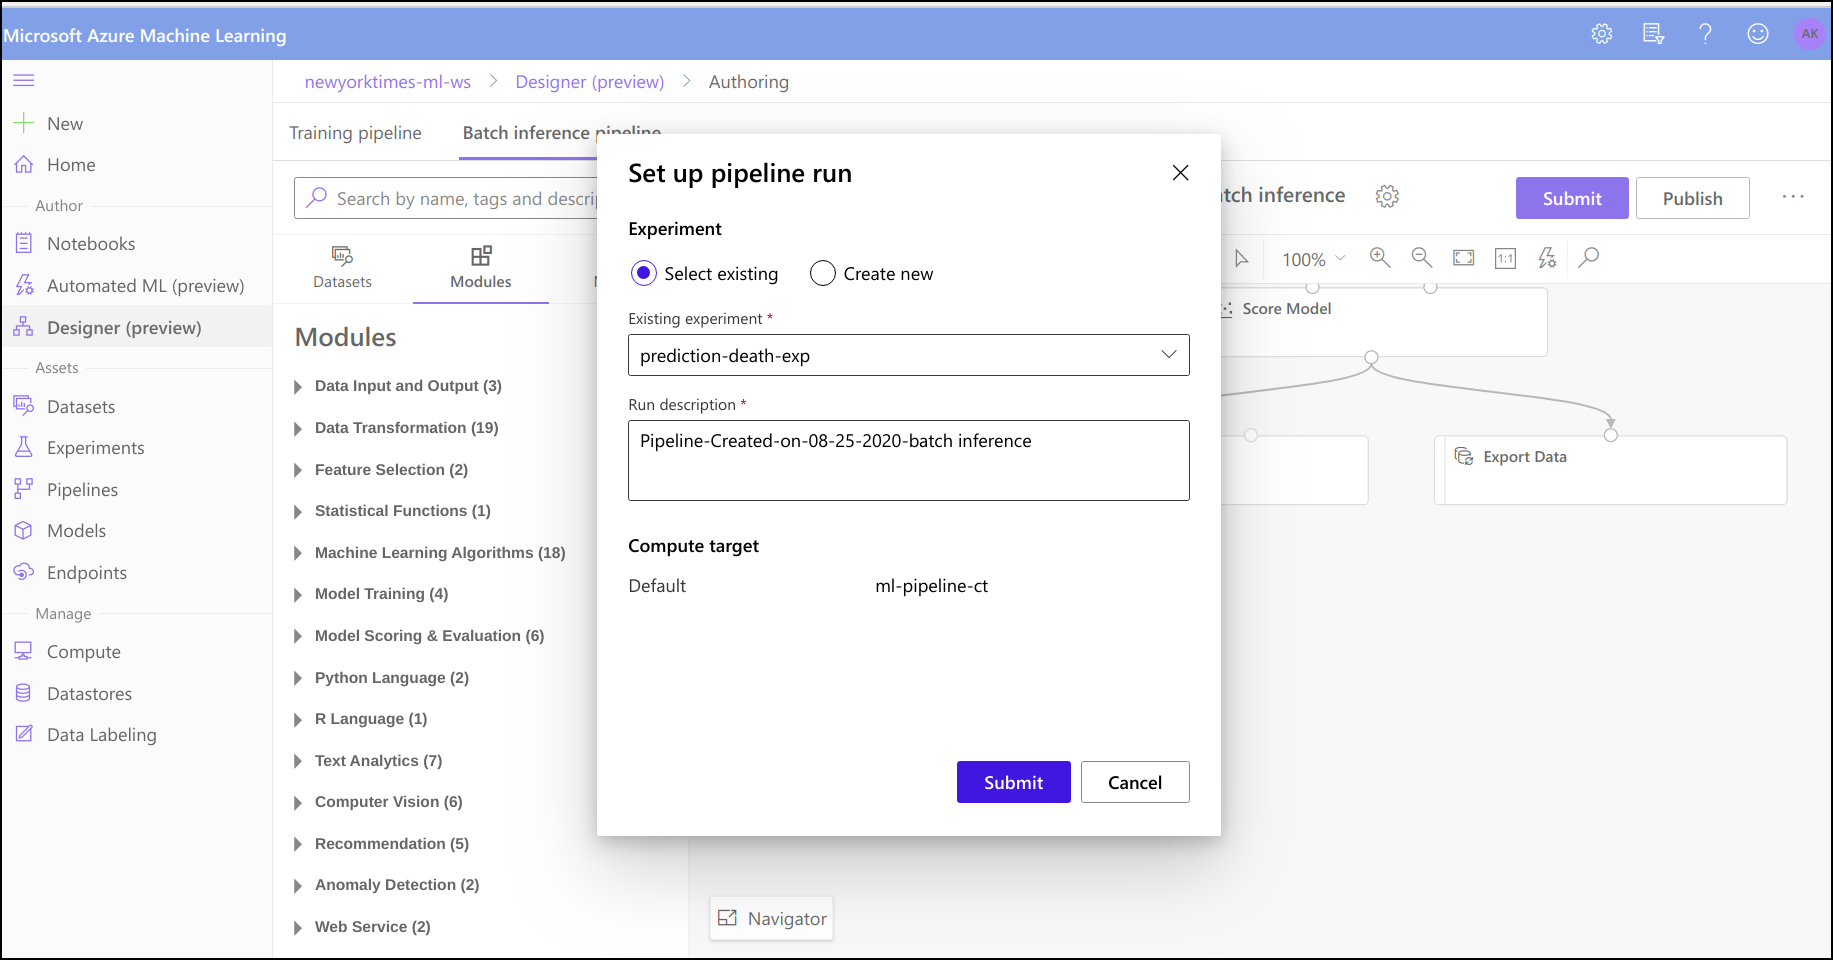 Microsoft Azure Machine Learning
AK
newyorktimes-ml-ws > Designer (preview) > Authoring
New
Home
Author
Notebooks
Automated ML (preview)
Designer (preview)
Assets
Datasets
Experiments
Pipelines
Models
Endpoints
Manage
Compute
Datastores
Data Labeling
Training pipeline
Batch inference pipeline
Search by name, tags and
Datasets
Modules
Modules
Data Input and Output (3)
Data Transformation (19)
Feature Selection (2)
Statistical Functions (1)
Machine Learning Algorithms (18)
Model Training (4)
Model Scoring & Evaluation (6)
Python Language (2)
R Language (1)
Text Analytics (7)
Computer Vision (6)
Recommendation (5)
Anomaly Detection (2)
Web Service (2)
Set up pipeline run
Experiment
Select existing
Create new
Existing experiment *
prediction-death-exp
Run description *
Pipeline-Created-on-08-25-2020-batch inference
Compute target
Default
ml-pipeline-ct
Submit
Cancel
inference
Submit
Publish
100%
1:1
Score Model
Export Data
Navigator